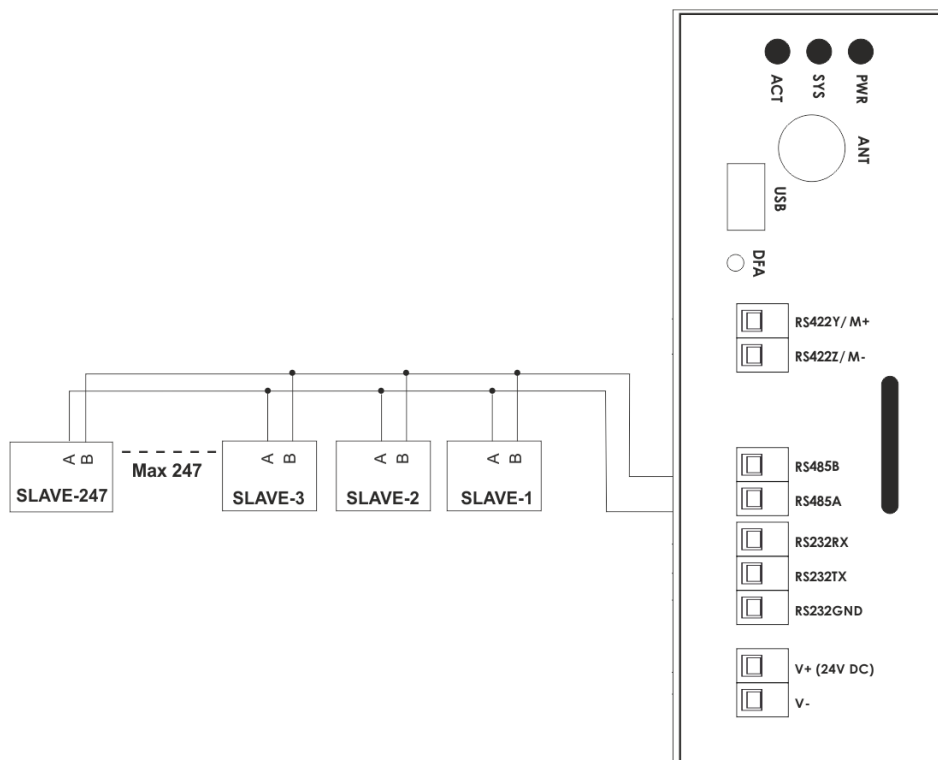 ACT
SYS
PWR
ANT
USB
DFA
RS422Y/ M+
RS422Z/ M-
A B
SLAVE-247
Max 247
A B
SLAVE-3
A B
SLAVE-2
A B
SLAVE-1
RS485B
RS485A
RS232RX
RS232TX
RS232GND
V+ (24V DC)
V-